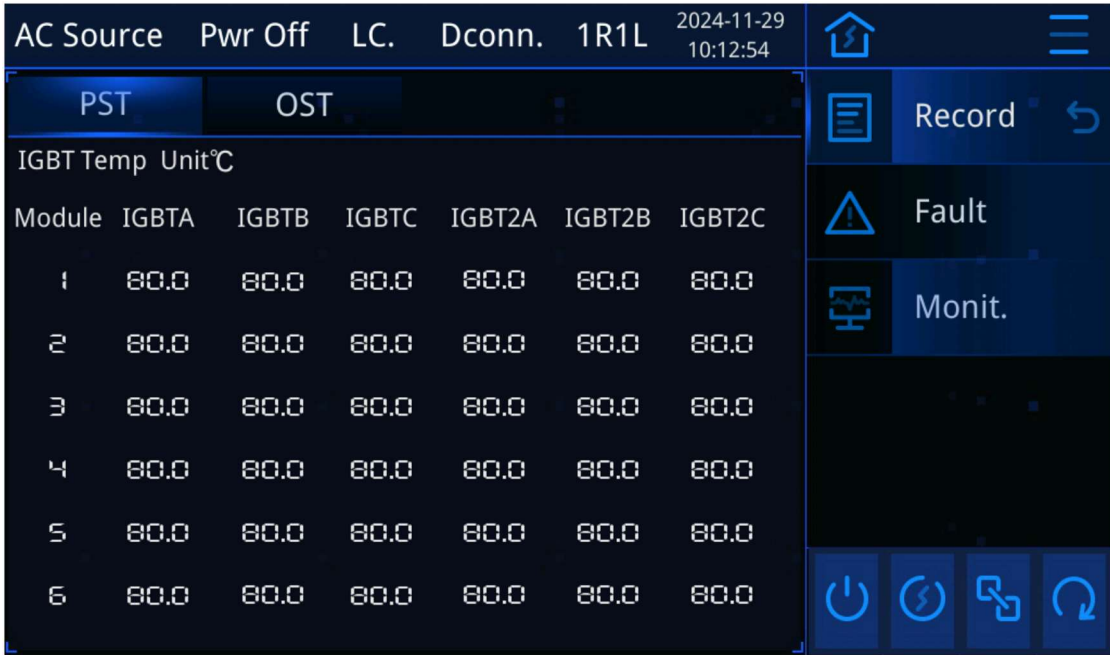 AC Source Pwr Off LC. Dconn. 1R1L 2024-11-29 10:12:54
PST OST
IGBT Temp Unit℃
Module IGBTA IGBTB IGBTC IGBT2A IGBT2B IGBT2C
1 80.0 80.0 80.0 80.0 80.0 80.0
2 80.0 80.0 80.0 80.0 80.0 80.0
3 80.0 80.0 80.0 80.0 80.0 80.0
4 80.0 80.0 80.0 80.0 80.0 80.0
5 80.0 80.0 80.0 80.0 80.0 80.0
6 80.0 80.0 80.0 80.0 80.0 80.0
Record
Fault
Monit.